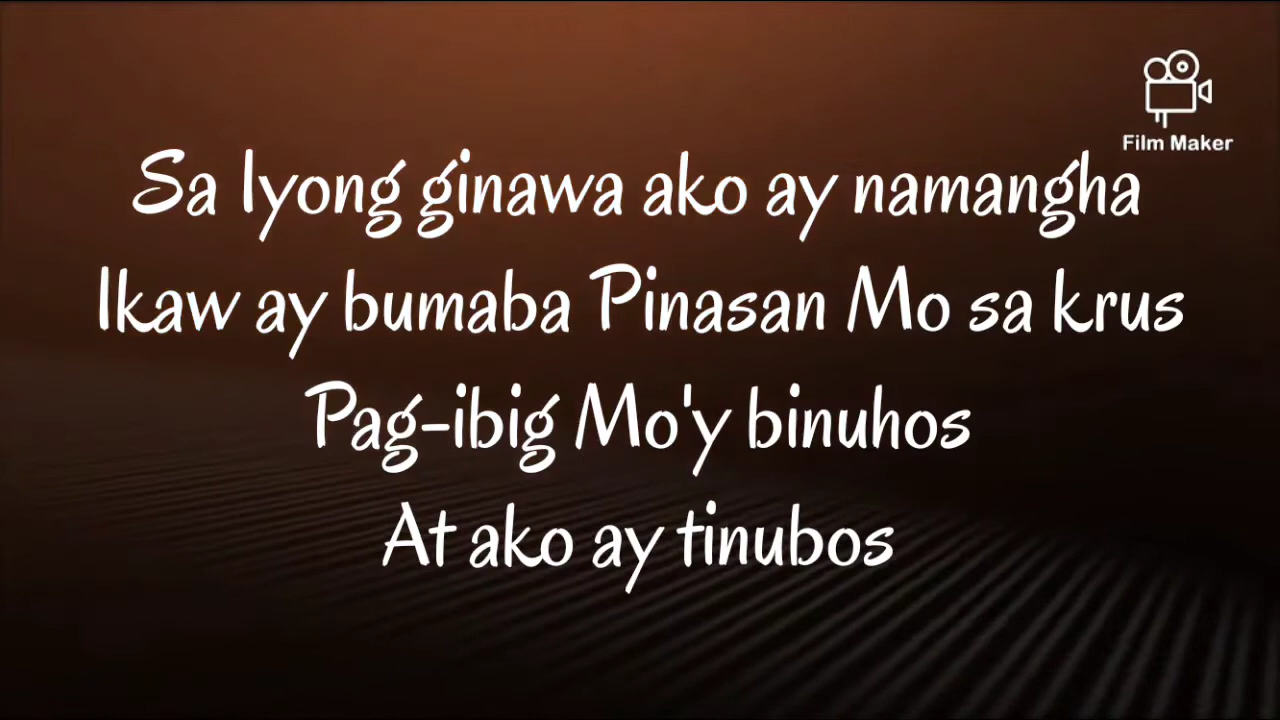 Film Maker
Sa Iyong ginawa ako ay namangha
Ikaw ay bumaba Pinasan Mo sa krus
Pag-ibig Mo'y binuhos
At ako ay tinubos